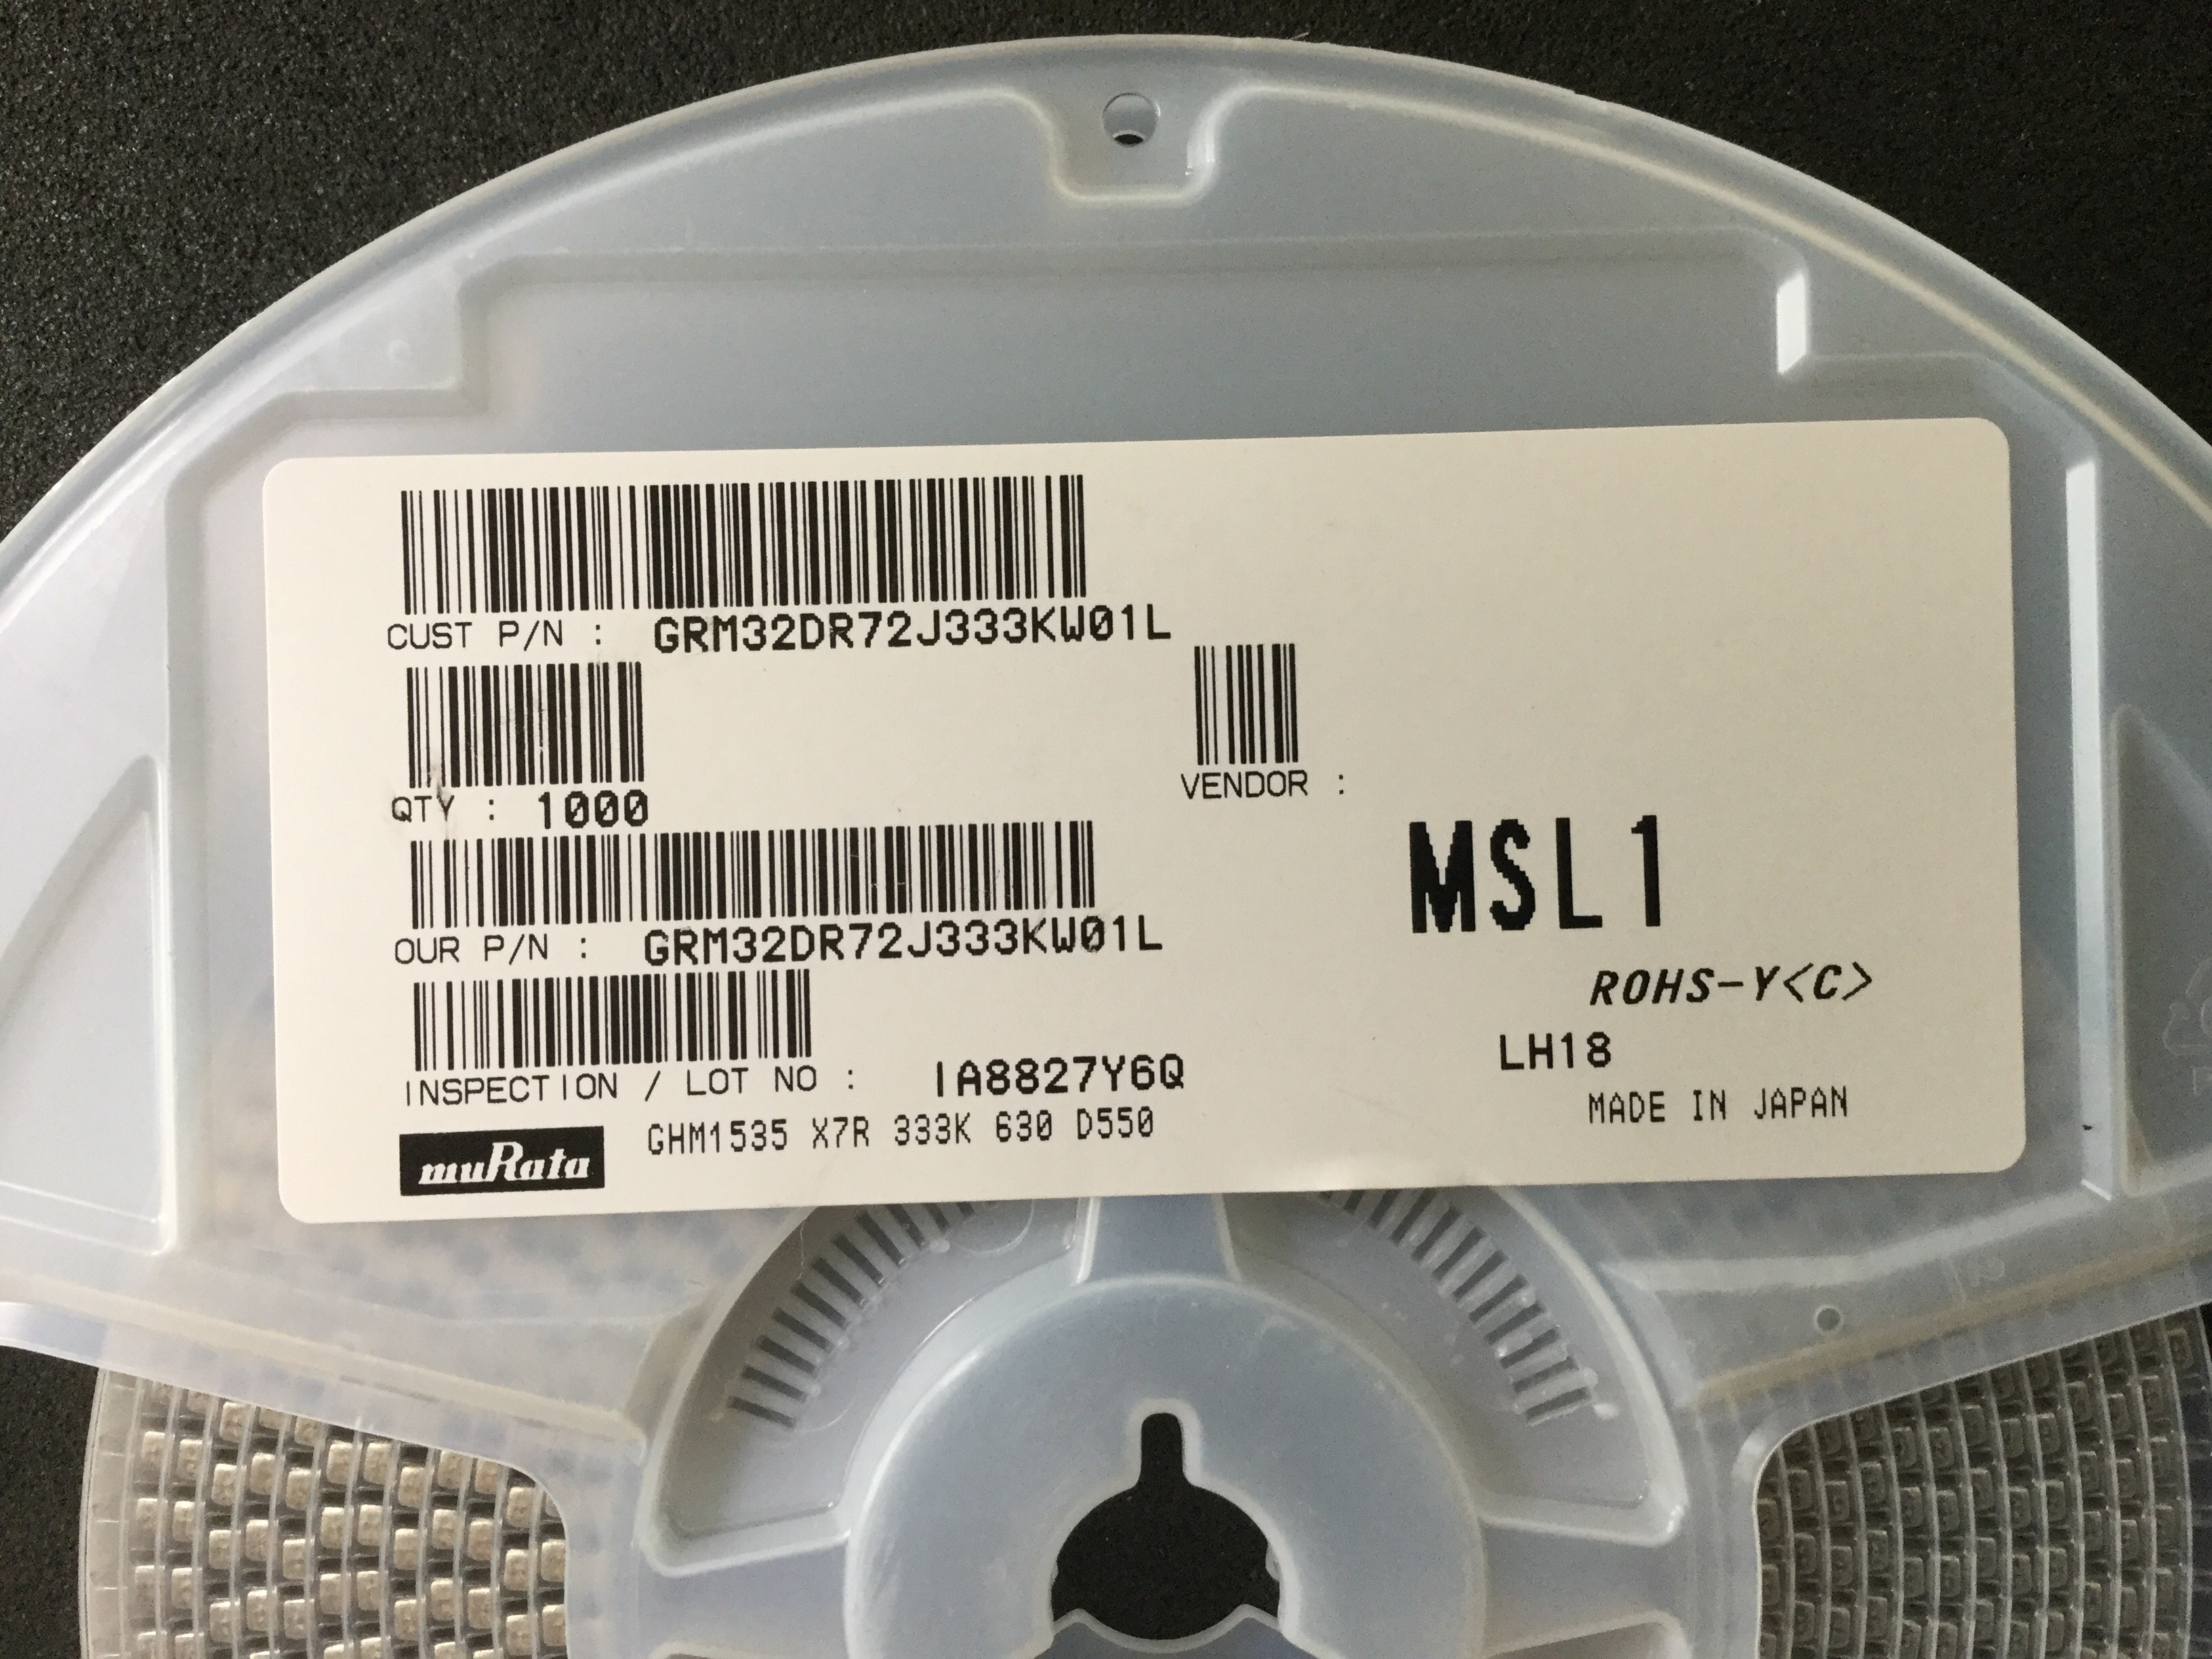 CUST P/N : GRM32DR72J333KW01L
QTY : 1000
VENDOR :
OUR P/N : GRM32DR72J333KW01L
MSL1
ROHS-Y<C>
INSPECTION / LOT NO : IA8827Y6Q
LH18
muRata GHM1535 X7R 333K 630 D550
MADE IN JAPAN